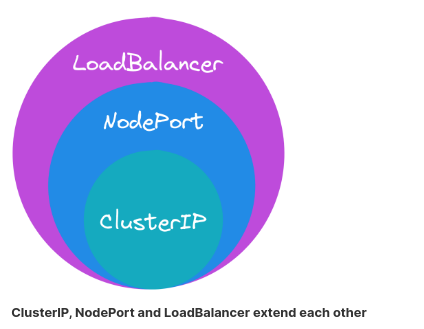 LoadBalancer
NodePort
ClusterIP
ClusterIP, NodePort and LoadBalancer extend each other